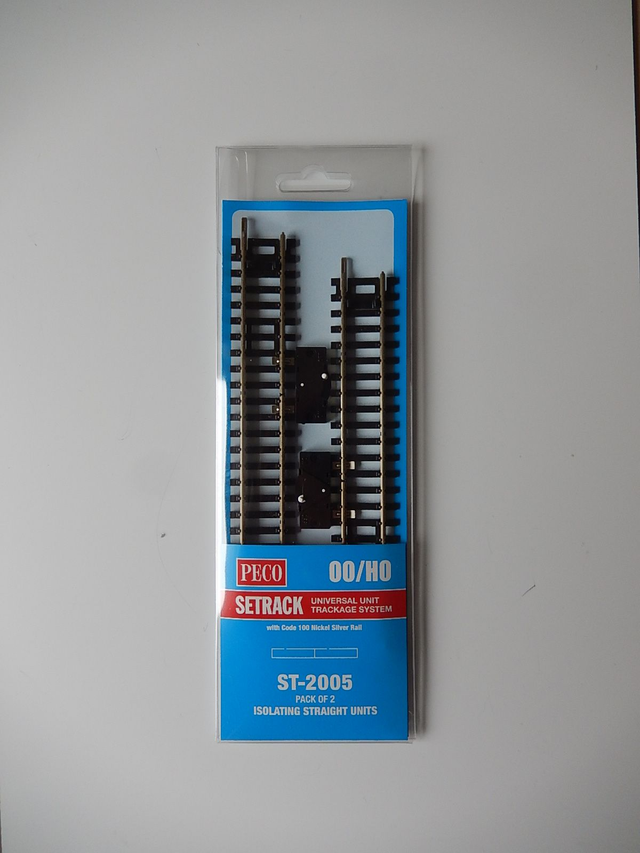 PECO
OO/HO
SETRACK
UNIVERSAL UNIT
TRACKAGE SYSTEM
with Code 100 Nickel Silver Rail
ST-2005
PACK OF 2
ISOLATING STRAIGHT UNITS